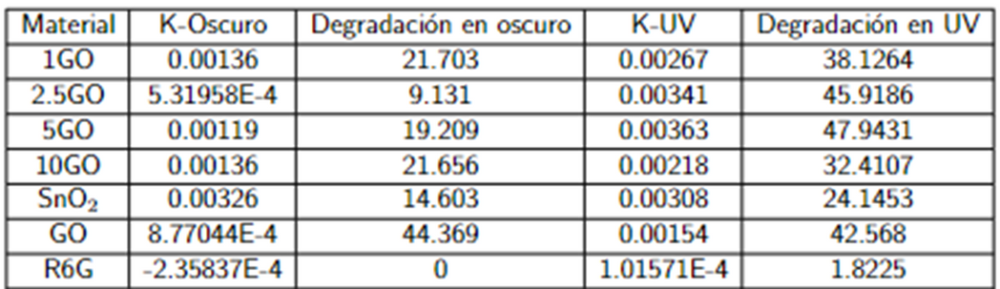 Material K-Oscuro Degradación en oscuro K-UV Degradación en UV
1GO 0.00136 21.703 0.00267 38.1264
2.5GO 5.31958E-4 9.131 0.00341 45.9186
5GO 0.00119 19.209 0.00363 47.9431
10GO 0.00136 21.656 0.00218 32.4107
SnO₂ 0.00326 14.603 0.00308 24.1453
GO 8.77044E-4 44.369 0.00154 42.568
R6G -2.35837E-4 0 1.01571E-4 1.8225